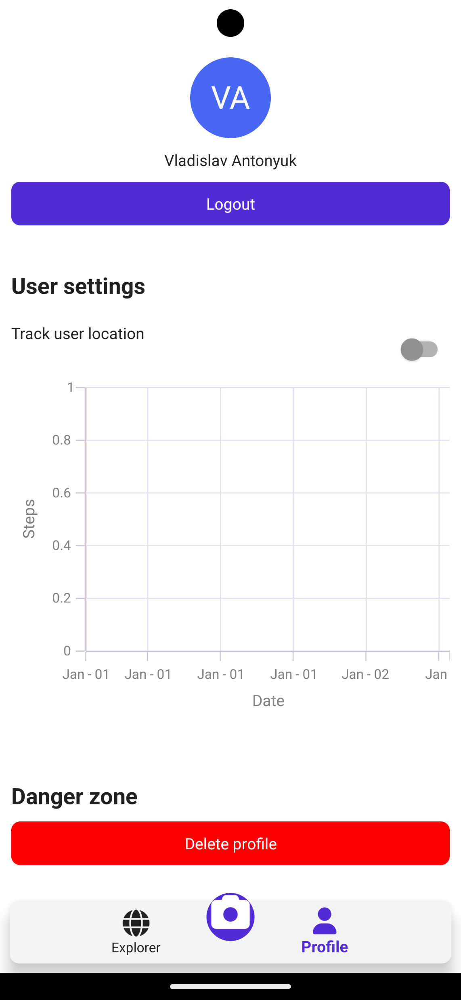 VA
Vladislav Antonyuk
Logout
User settings
Track user location
1
0.8
0.6
0.4
0.2
0
Steps
Jan - 01 Jan - 01 Jan - 01 Jan - 01 Jan - 02 Jan
Date
Danger zone
Delete profile
Explorer Profile